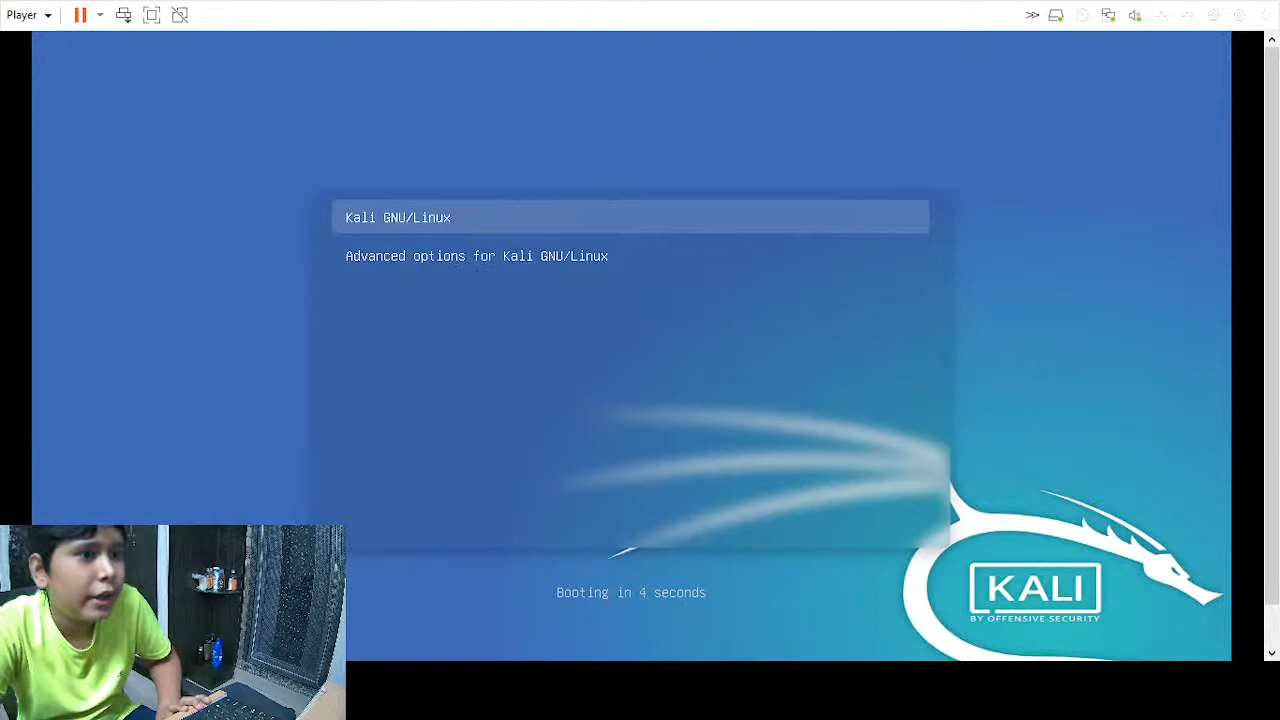 Player
Kali GNU/Linux
Advanced options for Kali GNU/Linux
Booting in 4 seconds
KALI
BY OFFENSIVE SECURITY